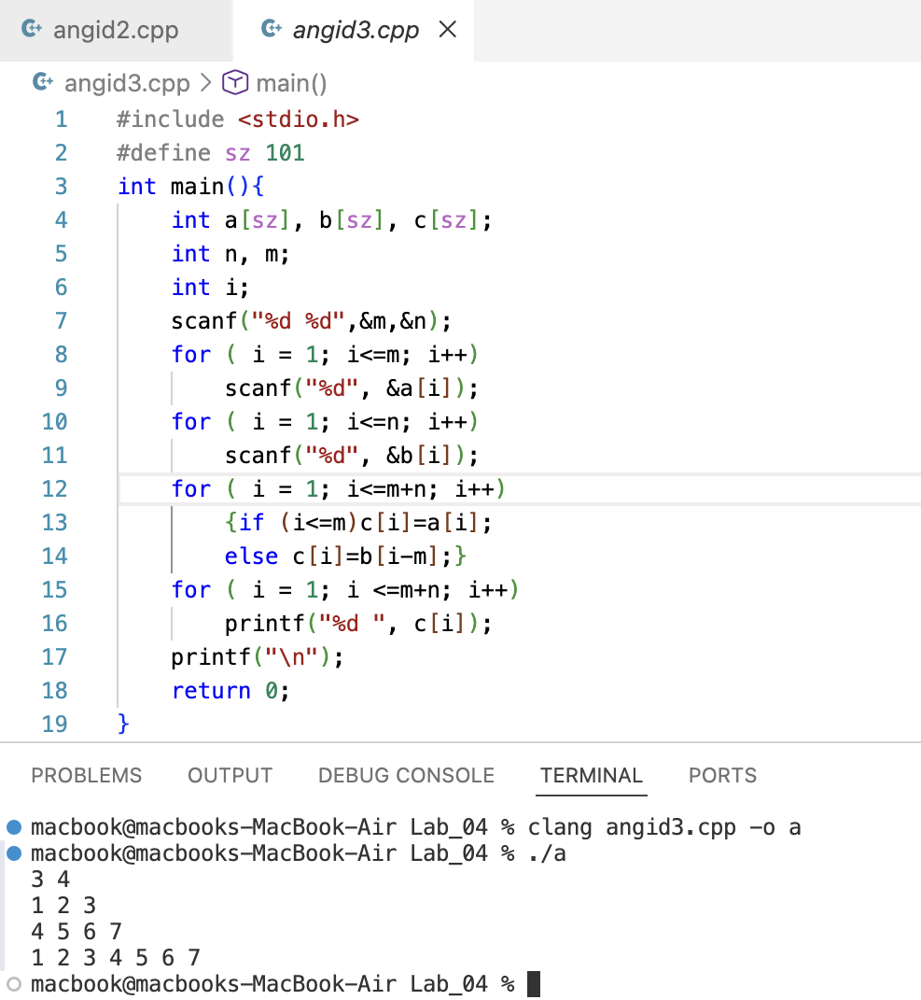 angid2.cpp angid3.cpp
angid3.cpp > main()
1 #include <stdio.h>
2 #define sz 101
3 int main(){
4     int a[sz], b[sz], c[sz];
5     int n, m;
6     int i;
7     scanf("%d %d",&m,&n);
8     for ( i = 1; i<=m; i++)
9         scanf("%d", &a[i]);
10     for ( i = 1; i<=n; i++)
11         scanf("%d", &b[i]);
12     for ( i = 1; i<=m+n; i++)
13         {if (i<=m)c[i]=a[i];
14         else c[i]=b[i-m];}
15     for ( i = 1; i <=m+n; i++)
16         printf("%d ", c[i]);
17     printf("\n");
18     return 0;
19 }
PROBLEMS OUTPUT DEBUG CONSOLE TERMINAL PORTS
macbook@macbooks-MacBook-Air Lab_04 % clang angid3.cpp -o a
macbook@macbooks-MacBook-Air Lab_04 % ./a
3 4
1 2 3
4 5 6 7
1 2 3 4 5 6 7
macbook@macbooks-MacBook-Air Lab_04 %